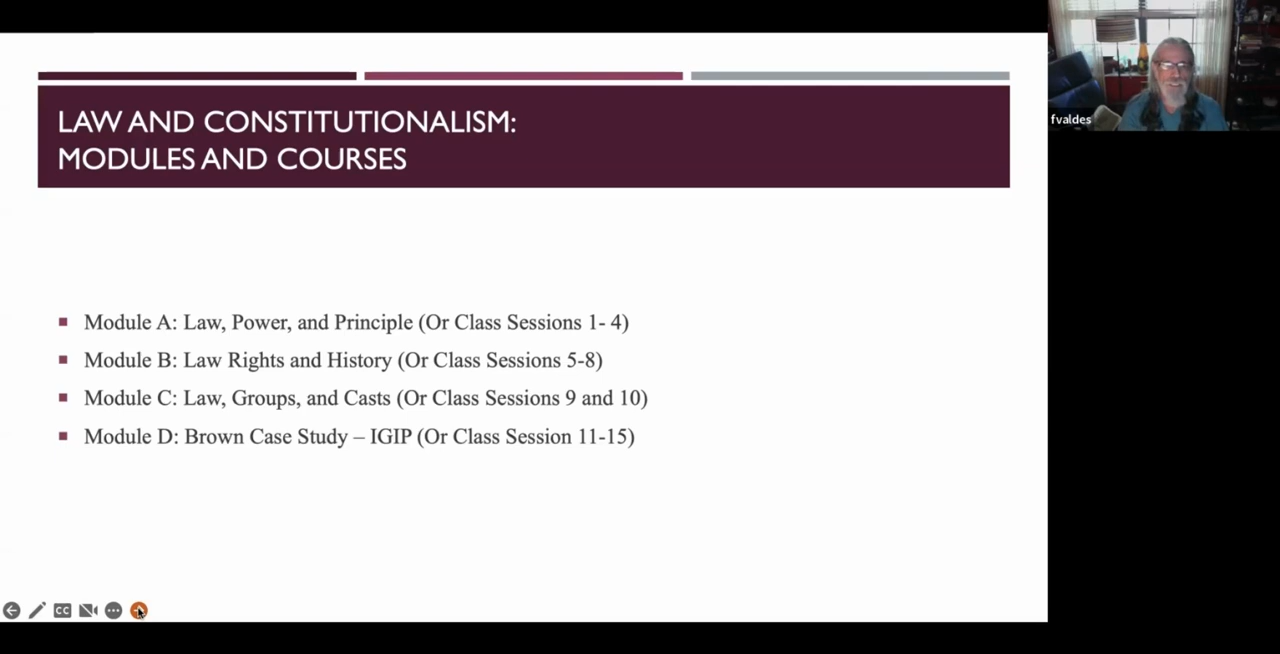 LAW AND CONSTITUTIONALISM:
MODULES AND COURSES
fvaldes
Module A: Law, Power, and Principle (Or Class Sessions 1- 4)
Module B: Law Rights and History (Or Class Sessions 5-8)
Module C: Law, Groups, and Casts (Or Class Sessions 9 and 10)
Module D: Brown Case Study – IGIP (Or Class Session 11-15)
CC